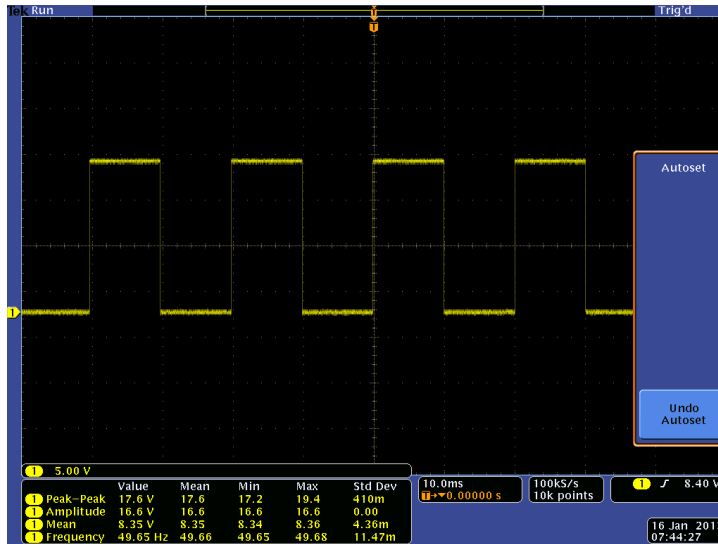 Tek Run Trig'd
T
T
Autoset
1
Undo
Autoset
1 5.00 V
Value Mean Min Max Std Dev
1 Peak-Peak 17.6 V 17.6 17.2 19.4 410m
1 Amplitude 16.6 V 16.6 16.6 16.6 0.00
1 Mean 8.35 V 8.35 8.34 8.36 4.36m
1 Frequency 49.65 Hz 49.66 49.65 49.68 11.47m
10.0ms
T→▼0.00000 s
100kS/s
10k points
1 ƒ 8.40 V
16 Jan 201
07:44:27